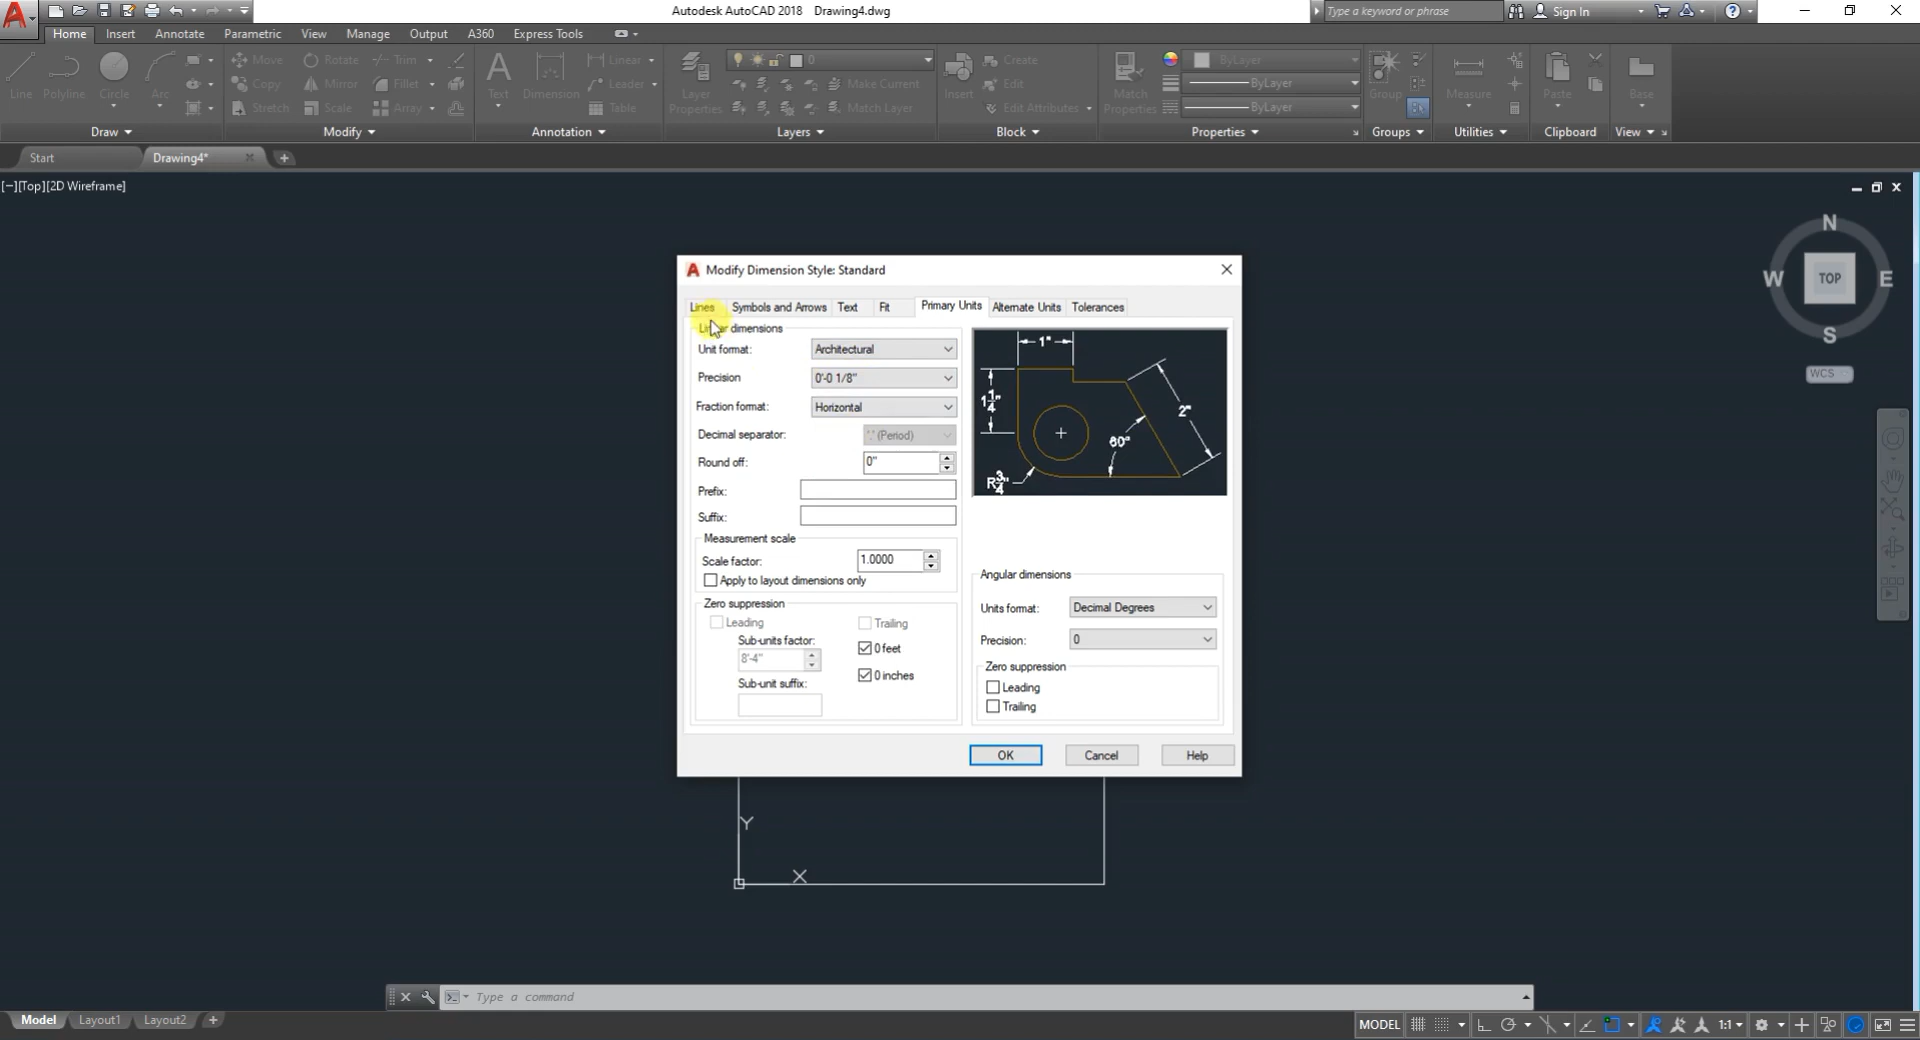 Autodesk AutoCAD 2018 Drawing4.dwg
Type a keyword or phrase
Sign In
Home Insert Annotate Parametric View Manage Output A360 Express Tools
Line Polyline Circle Arc
Move Rotate Trim
Copy Mirror Fillet
Stretch Scale Array
Text Dimension
Linear
Leader
Table
Layer
Properties
0
Make Current
Match Layer
Insert
Create
Edit
Edit Attributes
Match
Properties
ByLayer
ByLayer
ByLayer
Group
Measure
Paste
Base
Draw Modify Annotation Layers Block Properties Groups Utilities Clipboard View
Start Drawing4*
[−][Top][2D Wireframe]
N
W TOP E
S
WCS
Modify Dimension Style: Standard
Lines Symbols and Arrows Text Fit Primary Units Alternate Units Tolerances
Linear dimensions
Unit format: Architectural
Precision 0'-0 1/8"
Fraction format: Horizontal
Decimal separator: '.' (Period)
Round off: 0"
Prefix:
Suffix:
Measurement scale
Scale factor: 1.0000
Apply to layout dimensions only
Zero suppression
Leading Trailing
Sub-units factor: 0 feet
8'-4"
Sub-unit suffix: 0 inches
1"
1 1/4"
2"
60°
R3/4"
Angular dimensions
Units format: Decimal Degrees
Precision: 0
Zero suppression
Leading
Trailing
OK Cancel Help
Y
X
Type a command
Model Layout1 Layout2
MODEL 1:1